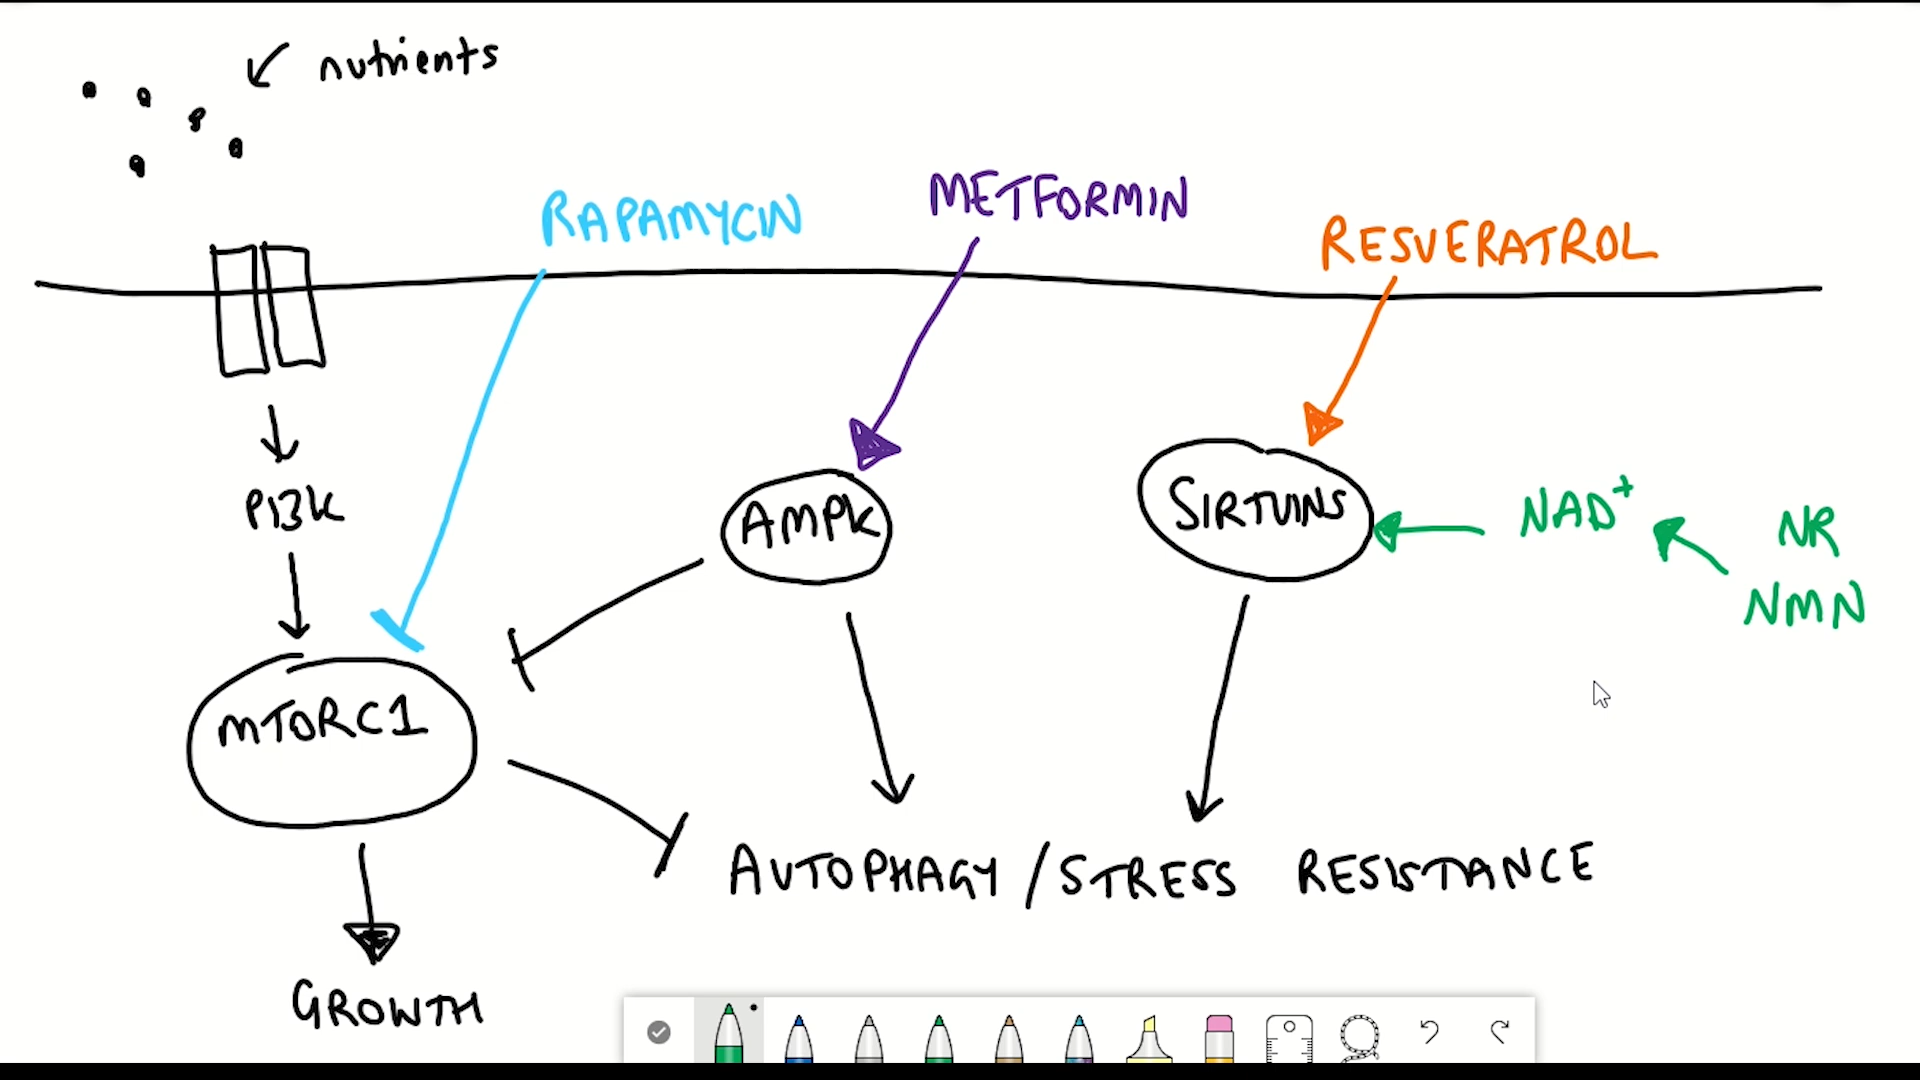 nutrients
RAPAMYCIN
METFORMIN
RESVERATROL
PI3K
AMPK
SIRTUINS
NAD+
NR
NMN
mTORC1
AUTOPHAGY / STRESS RESISTANCE
GROWTH